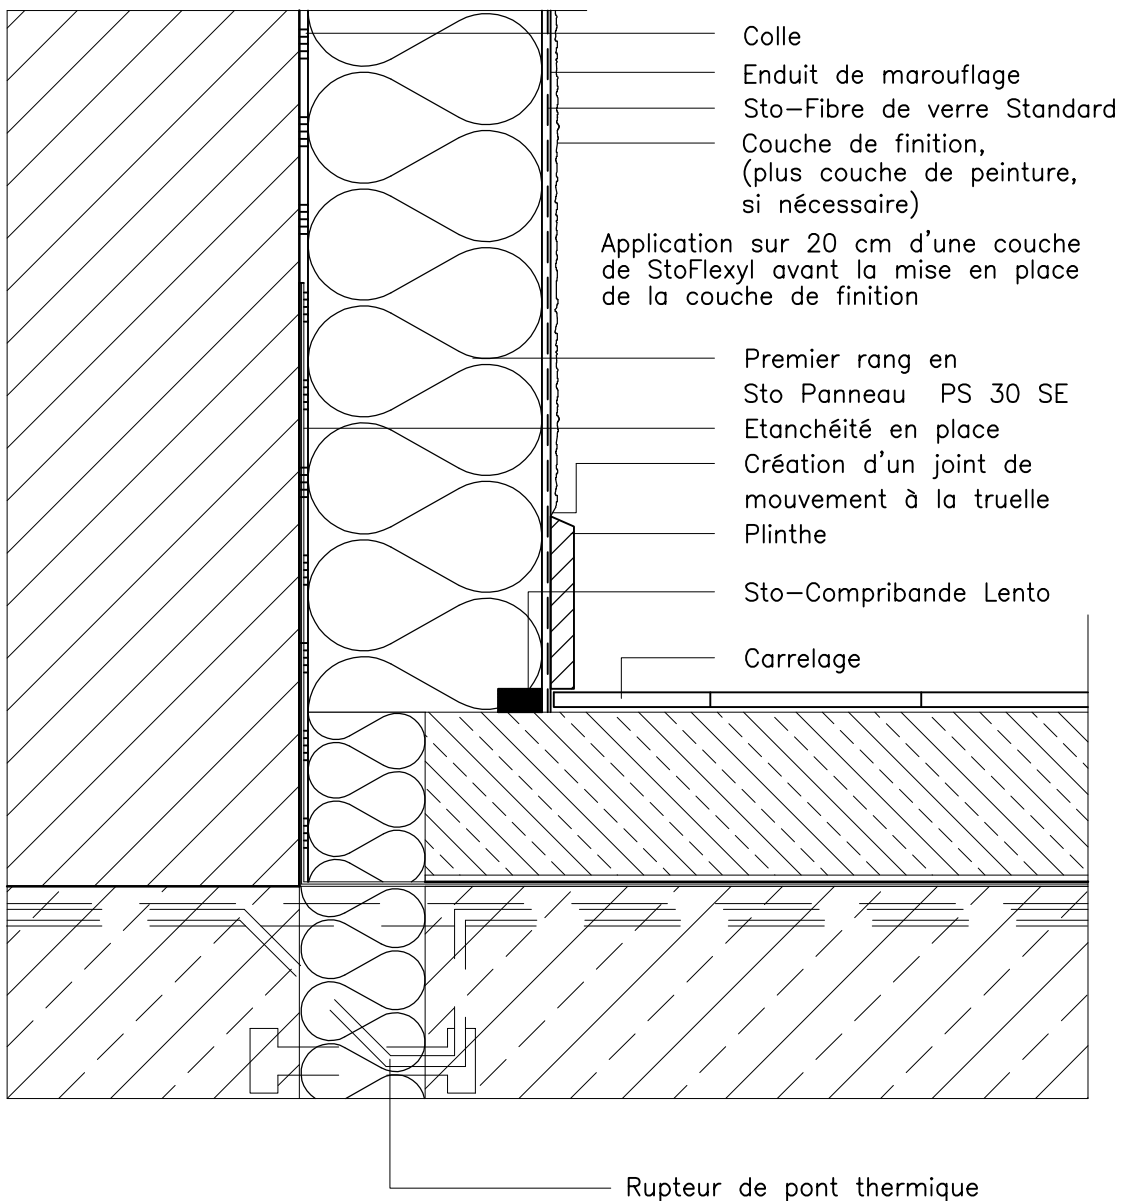 Colle
Enduit de marouflage
Sto-Fibre de verre Standard
Couche de finition,
(plus couche de peinture,
si nécessaire)
Application sur 20 cm d'une couche
de StoFlexyl avant la mise en place
de la couche de finition
Premier rang en
Sto Panneau PS 30 SE
Etanchéité en place
Création d'un joint de
mouvement à la truelle
Plinthe
Sto-Compribande Lento
Carrelage
Rupteur de pont thermique